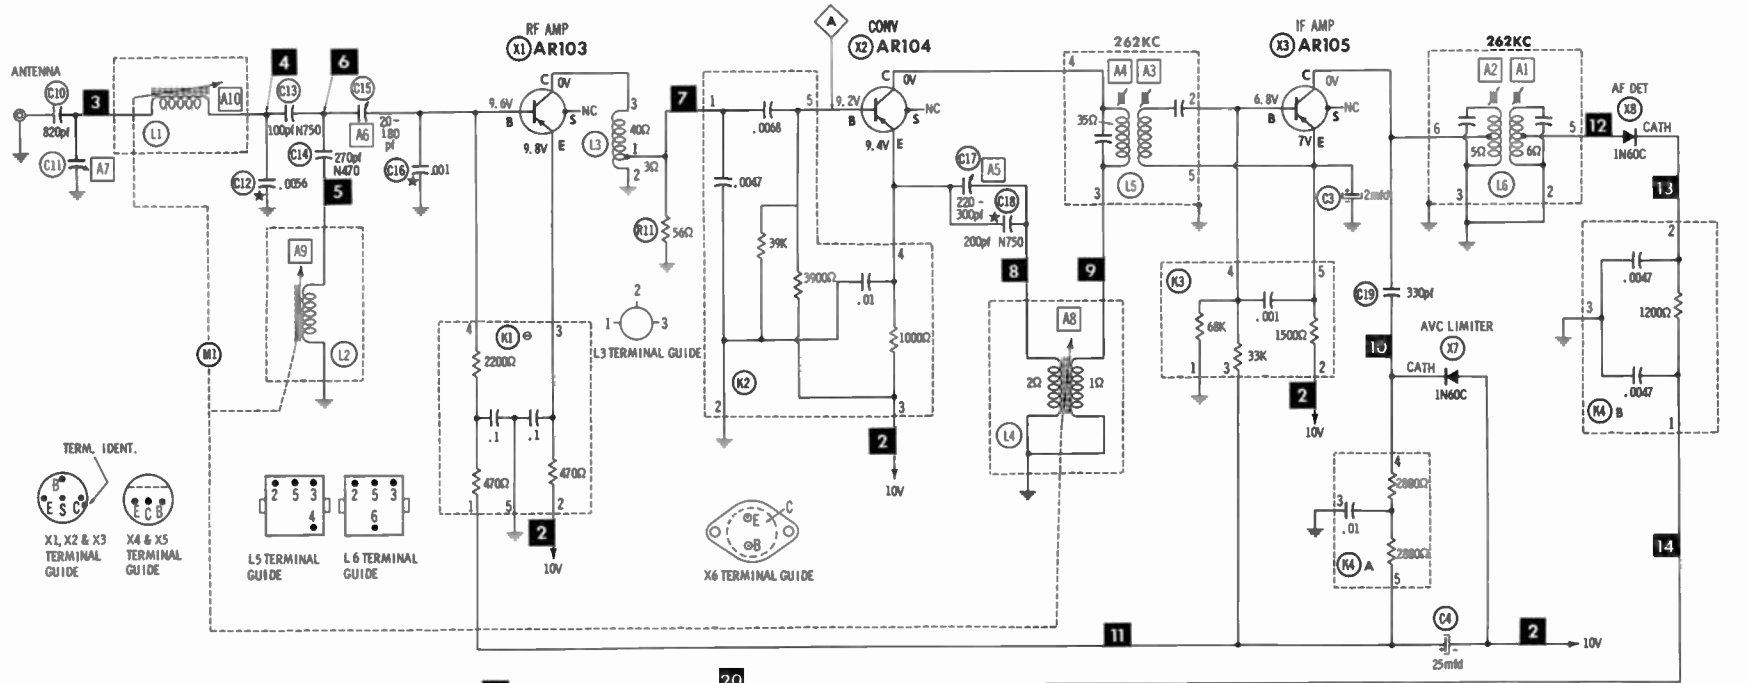 RF AMP
X1 AR103
A
CONV
X2 AR104
IF AMP
X3 AR105
262KC
262KC
ANTENNA
C10
820pf
3
C11
A7
A10
L1
4
C13
100pf N750
6
C15
A6
20-
180
pf
C14
270pf
N470
C12
.0056
C16
.001
5
A9
L2
M1
9.6V
B
C
0V
NC
S
9.8V
E
L3
3
40Ω
1
3Ω
2
R11
56Ω
7
1
.0068
5
.0047
39K
3900Ω
.01
4
1000Ω
K2
2
3
2
10V
9.2V
B
C
0V
NC
S
9.4V
E
C17
A5
220-
300pf
C18
200pf N750
8
9
A8
2Ω
1Ω
L4
4
A4
A3
35Ω
2
L5
3
5
6.8V
B
C
0V
NC
S
7V
E
C3
2mfd
K3
4
5
68K
.001
1500Ω
33K
1
2
2
10V
A2
A1
6
5Ω
6Ω
5
L6
3
2
12
AF DET
X8
CATH
1N60C
13
2
.0047
3
1200Ω
.0047
K4 B
1
14
C19
330pf
10
AVC LIMITER
X7
CATH
1N60C
4
2880Ω
3
.01
2880Ω
K4 A
5
C4
25mfd
2
10V
11
4
K1
3
2200Ω
.1
.1
470Ω
470Ω
1
5
2
2
10V
2
1
3
L3 TERMINAL GUIDE
TERM. IDENT.
B
E S C
X1, X2 & X3
TERMINAL
GUIDE
E C B
X4 & X5
TERMINAL
GUIDE
2 5 3
4
L5 TERMINAL
GUIDE
2 5 3
6
L6 TERMINAL
GUIDE
E
C
B
X6 TERMINAL GUIDE
20